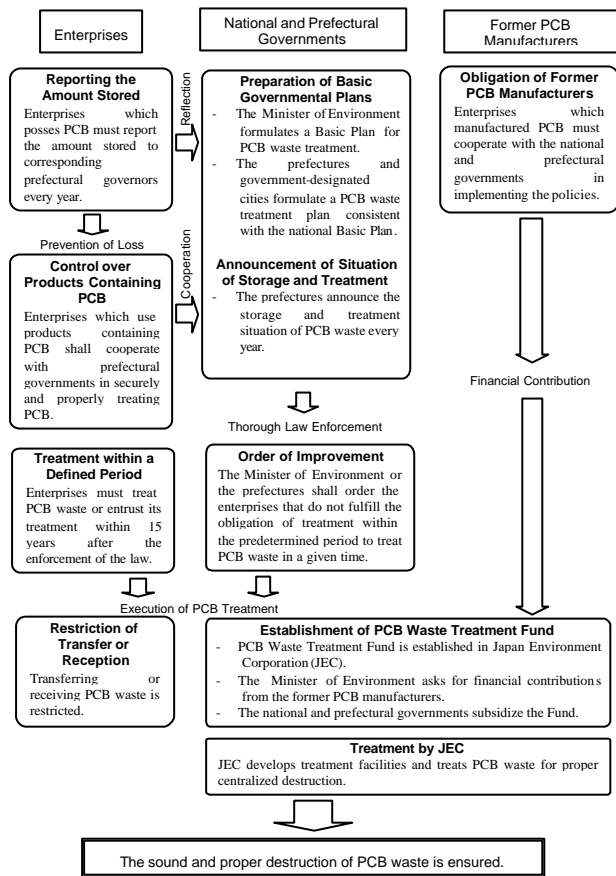 Enterprises
National and Prefectural
Governments
Former PCB
Manufacturers
Reporting the
Amount Stored
Enterprises which
posses PCB must report
the amount stored to
corresponding
prefectural governors
every year.
Reflection
Preparation of Basic
Governmental Plans
- The Minister of Environment
formulates a Basic Plan for
PCB waste treatment.
- The prefectures and
government-designated
cities formulate a PCB waste
treatment plan consistent
with the national Basic Plan.
Announcement of Situation
of Storage and Treatment
- The prefectures announce the
storage and treatment
situation of PCB waste every
year.
Obligation of Former
PCB Manufacturers
Enterprises which
manufactured PCB must
cooperate with the national
and prefectural
governments in
implementing the policies.
Prevention of Loss
Cooperation
Control over
Products Containing
PCB
Enterprises which use
products containing
PCB shall cooperate
with prefectural
governments in securely
and properly treating
PCB.
Financial Contribution
Thorough Law Enforcement
Treatment within a
Defined Period
Enterprises must treat
PCB waste or entrust its
treatment within 15
years after the
enforcement of the law.
Order of Improvement
The Minister of Environment or
the prefectures shall order the
enterprises that do not fulfill the
obligation of treatment within
the predetermined period to treat
PCB waste in a given time.
Execution of PCB Treatment
Restriction of
Transfer or
Reception
Transferring or
receiving PCB waste is
restricted.
Establishment of PCB Waste Treatment Fund
- PCB Waste Treatment Fund is established in Japan Environment
Corporation (JEC).
- The Minister of Environment asks for financial contributions
from the former PCB manufacturers.
- The national and prefectural governments subsidize the Fund.
Treatment by JEC
JEC develops treatment facilities and treats PCB waste for proper
centralized destruction.
The sound and proper destruction of PCB waste is ensured.